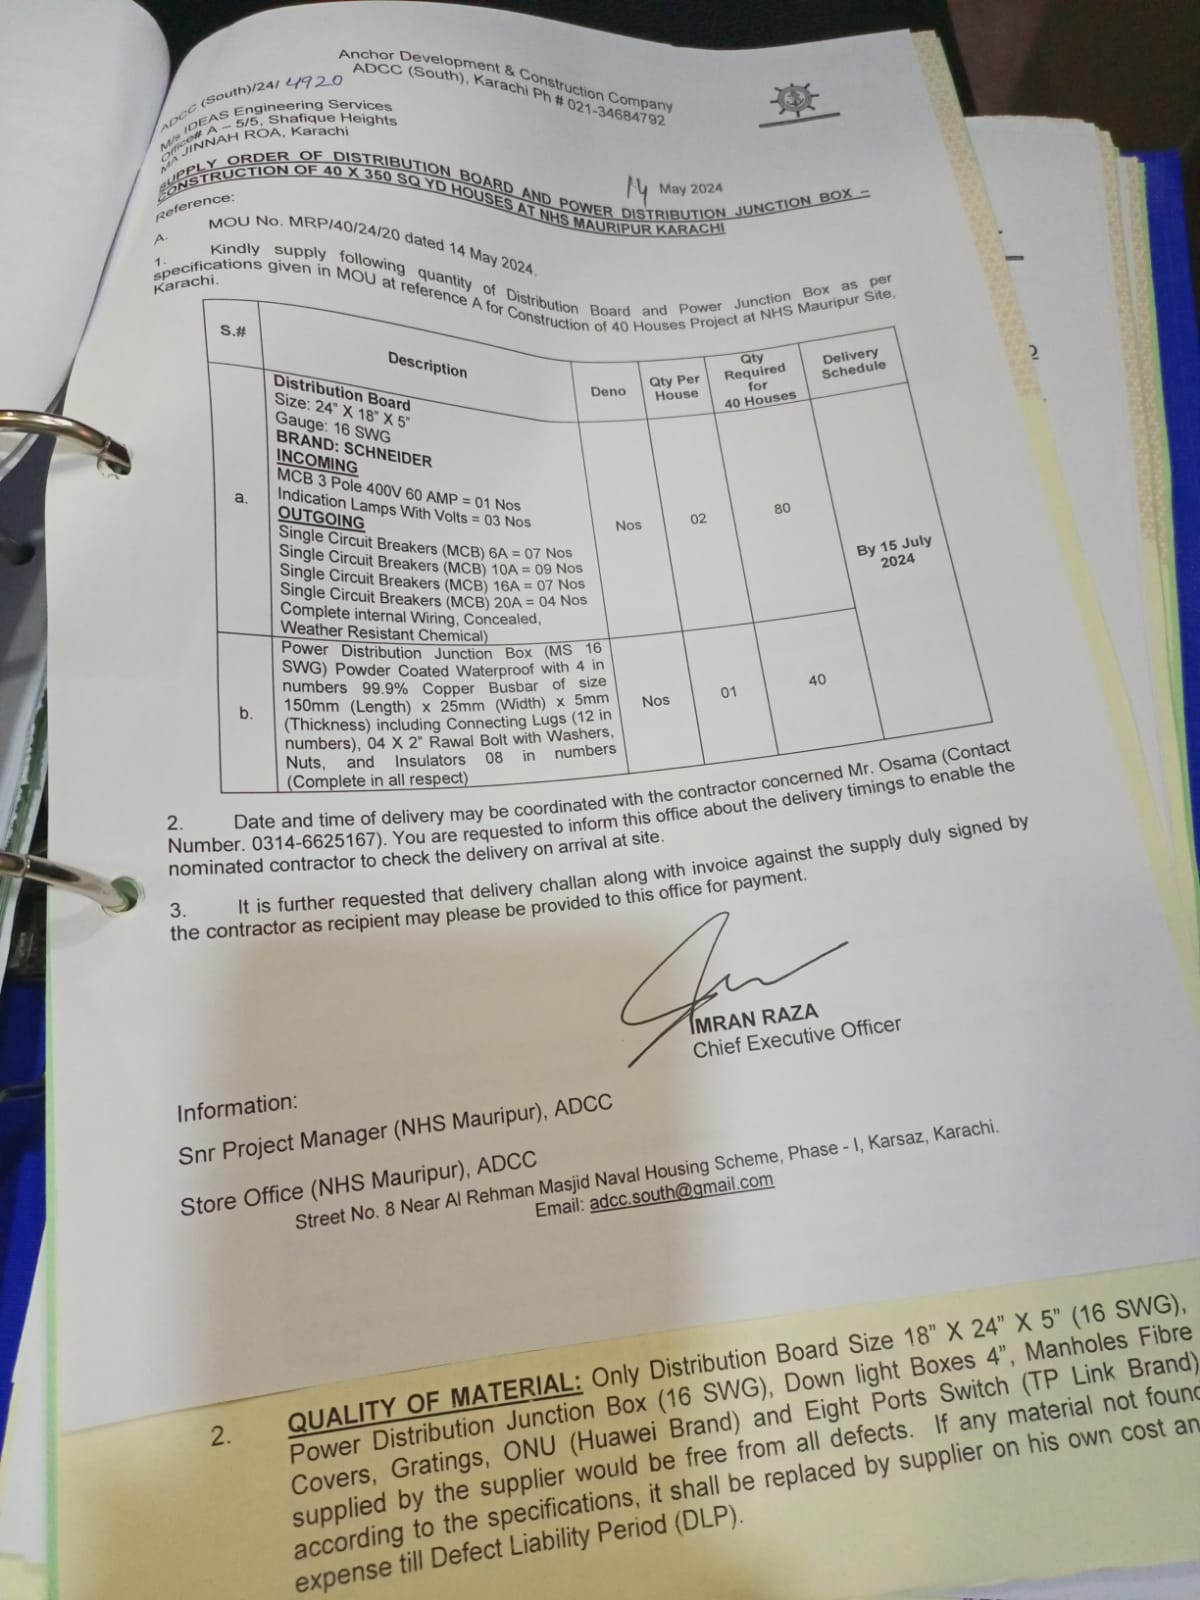 Anchor Development & Construction Company
ADCC (South), Karachi Ph # 021-34684792
ADCC (South)/24/ 4920
M/s IDEAS Engineering Services
Office# A – 5/5, Shafique Heights
MA JINNAH ROA, Karachi
14 May 2024
SUPPLY ORDER OF DISTRIBUTION BOARD AND POWER DISTRIBUTION JUNCTION BOX –
CONSTRUCTION OF 40 X 350 SQ YD HOUSES AT NHS MAURIPUR KARACHI
Reference:
A. MOU No. MRP/40/24/20 dated 14 May 2024.
1. Kindly supply following quantity of Distribution Board and Power Junction Box as per
specifications given in MOU at reference A for Construction of 40 Houses Project at NHS Mauripur Site,
Karachi.
S.# Description Deno Qty Per House Qty Required for 40 Houses Delivery Schedule
a. Distribution Board
Size: 24" X 18" X 5"
Gauge: 16 SWG
BRAND: SCHNEIDER
INCOMING
MCB 3 Pole 400V 60 AMP = 01 Nos
Indication Lamps With Volts = 03 Nos
OUTGOING
Single Circuit Breakers (MCB) 6A = 07 Nos
Single Circuit Breakers (MCB) 10A = 09 Nos
Single Circuit Breakers (MCB) 16A = 07 Nos
Single Circuit Breakers (MCB) 20A = 04 Nos
Complete internal Wiring, Concealed,
Weather Resistant Chemical)
Nos 02 80 By 15 July 2024
b. Power Distribution Junction Box (MS 16
SWG) Powder Coated Waterproof with 4 in
numbers 99.9% Copper Busbar of size
150mm (Length) x 25mm (Width) x 5mm
(Thickness) including Connecting Lugs (12 in
numbers), 04 X 2" Rawal Bolt with Washers,
Nuts, and Insulators 08 in numbers
(Complete in all respect)
Nos 01 40
2. Date and time of delivery may be coordinated with the contractor concerned Mr. Osama (Contact
Number. 0314-6625167). You are requested to inform this office about the delivery timings to enable the
nominated contractor to check the delivery on arrival at site.
3. It is further requested that delivery challan along with invoice against the supply duly signed by
the contractor as recipient may please be provided to this office for payment.
IMRAN RAZA
Chief Executive Officer
Information:
Snr Project Manager (NHS Mauripur), ADCC
Store Office (NHS Mauripur), ADCC
Street No. 8 Near Al Rehman Masjid Naval Housing Scheme, Phase - I, Karsaz, Karachi.
Email: adcc.south@gmail.com
2. QUALITY OF MATERIAL: Only Distribution Board Size 18" X 24" X 5" (16 SWG),
Power Distribution Junction Box (16 SWG), Down light Boxes 4", Manholes Fibre
Covers, Gratings, ONU (Huawei Brand) and Eight Ports Switch (TP Link Brand)
supplied by the supplier would be free from all defects. If any material not found
according to the specifications, it shall be replaced by supplier on his own cost an
expense till Defect Liability Period (DLP).